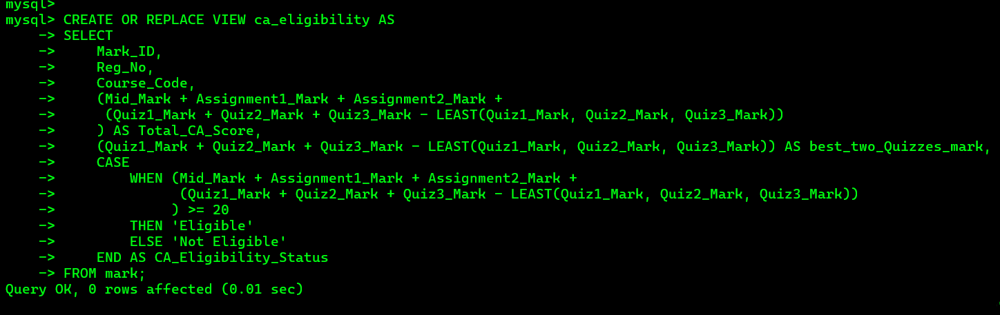 mysql>
mysql> CREATE OR REPLACE VIEW ca_eligibility AS
    -> SELECT
    ->     Mark_ID,
    ->     Reg_No,
    ->     Course_Code,
    ->     (Mid_Mark + Assignment1_Mark + Assignment2_Mark +
    ->      (Quiz1_Mark + Quiz2_Mark + Quiz3_Mark - LEAST(Quiz1_Mark, Quiz2_Mark, Quiz3_Mark))
    ->     ) AS Total_CA_Score,
    ->     (Quiz1_Mark + Quiz2_Mark + Quiz3_Mark - LEAST(Quiz1_Mark, Quiz2_Mark, Quiz3_Mark)) AS best_two_Quizzes_mark,
    ->     CASE
    ->         WHEN (Mid_Mark + Assignment1_Mark + Assignment2_Mark +
    ->               (Quiz1_Mark + Quiz2_Mark + Quiz3_Mark - LEAST(Quiz1_Mark, Quiz2_Mark, Quiz3_Mark))
    ->              ) >= 20
    ->         THEN 'Eligible'
    ->         ELSE 'Not Eligible'
    ->     END AS CA_Eligibility_Status
    -> FROM mark;
Query OK, 0 rows affected (0.01 sec)